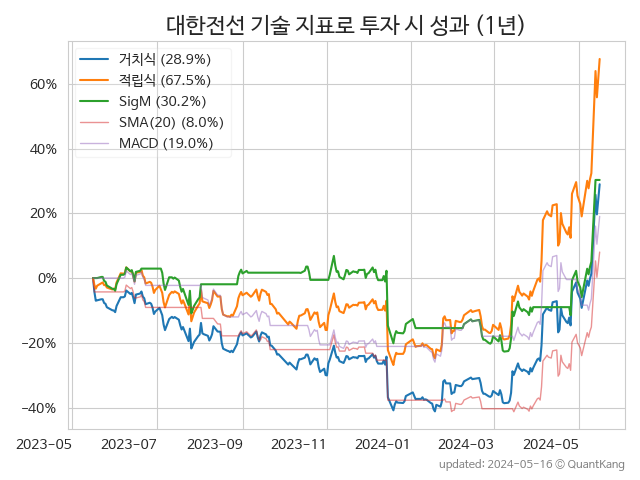 대한전선 기술 지표로 투자 시 성과 (1년)
거치식 (28.9%)
적립식 (67.5%)
SigM (30.2%)
SMA(20) (8.0%)
MACD (19.0%)
60%
40%
20%
0%
−20%
−40%
2023-05 2023-07 2023-09 2023-11 2024-01 2024-03 2024-05
updated: 2024-05-16 © QuantKang